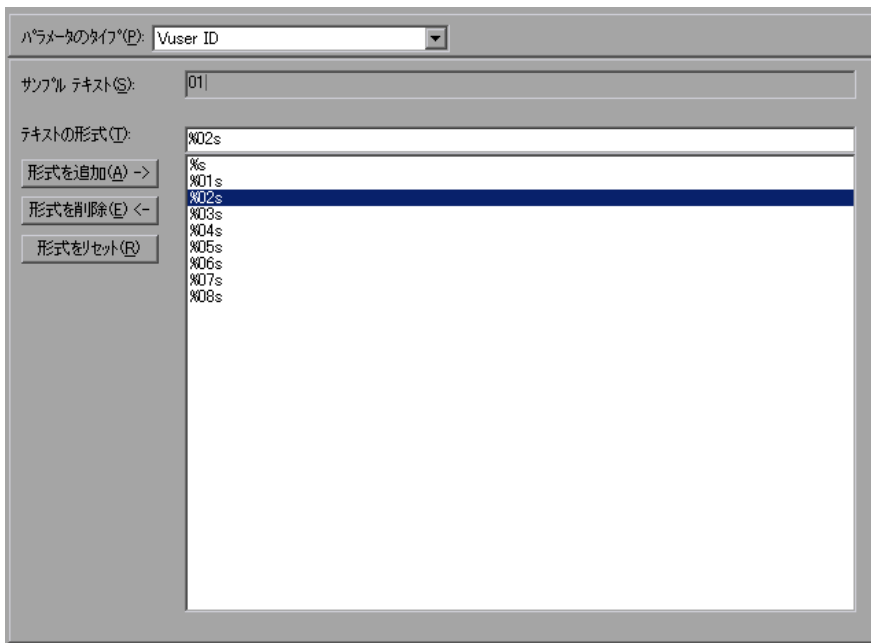 パラメータのタイプ(P): Vuser ID
サンプル テキスト(S): 01
テキストの形式(T): %02s
形式を追加(A) ->
形式を削除(E) <-
形式をリセット(R)
%s
%01s
%02s
%03s
%04s
%05s
%06s
%07s
%08s